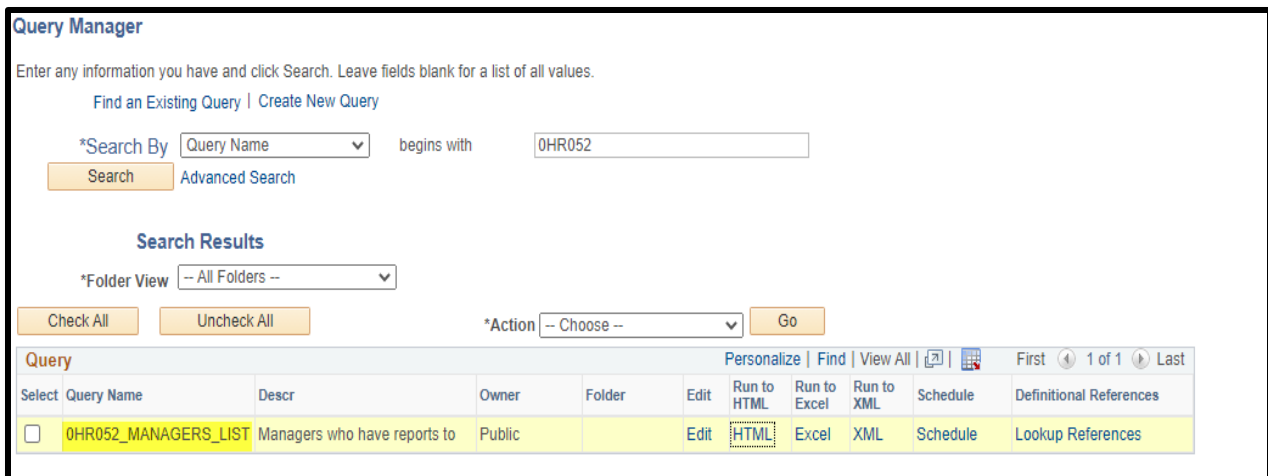 Query Manager
Enter any information you have and click Search. Leave fields blank for a list of all values.
Find an Existing Query | Create New Query
*Search By Query Name begins with 0HR052
Search Advanced Search
Search Results
*Folder View -- All Folders --
Check All Uncheck All *Action -- Choose -- Go
Query Personalize | Find | View All | | First 1 of 1 Last
Select Query Name Descr Owner Folder Edit Run to HTML Run to Excel Run to XML Schedule Definitional References
0HR052_MANAGERS_LIST Managers who have reports to Public Edit HTML Excel XML Schedule Lookup References